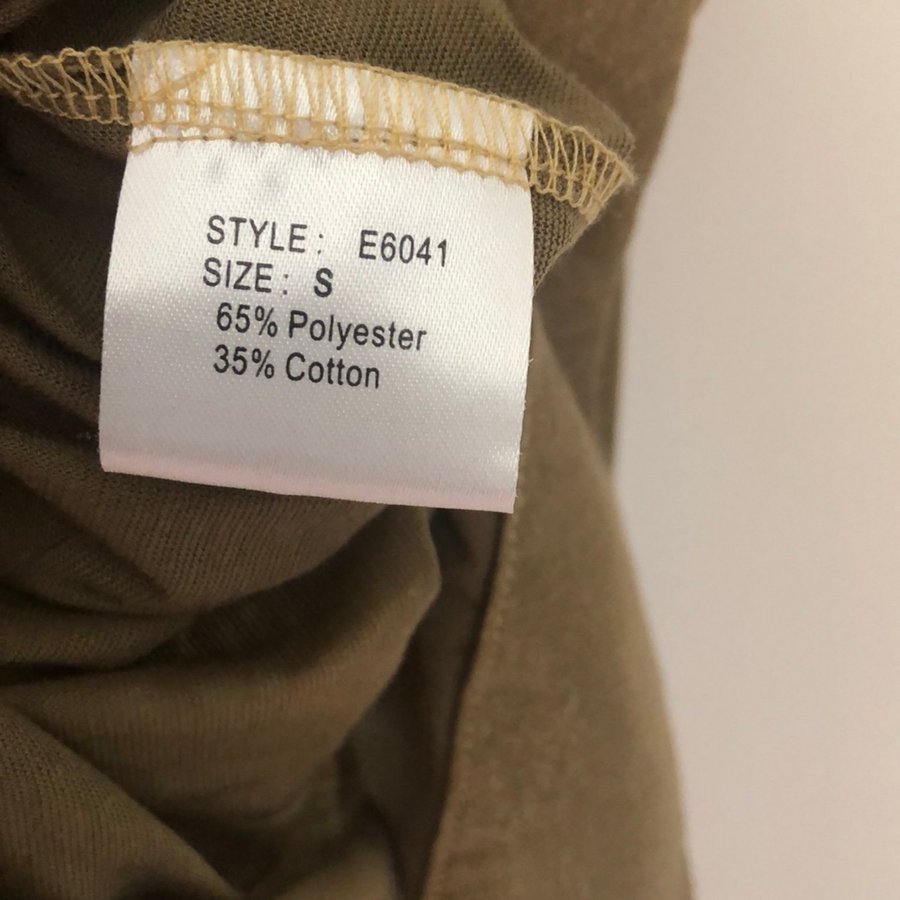 STYLE: E6041
SIZE: S
65% Polyester
35% Cotton